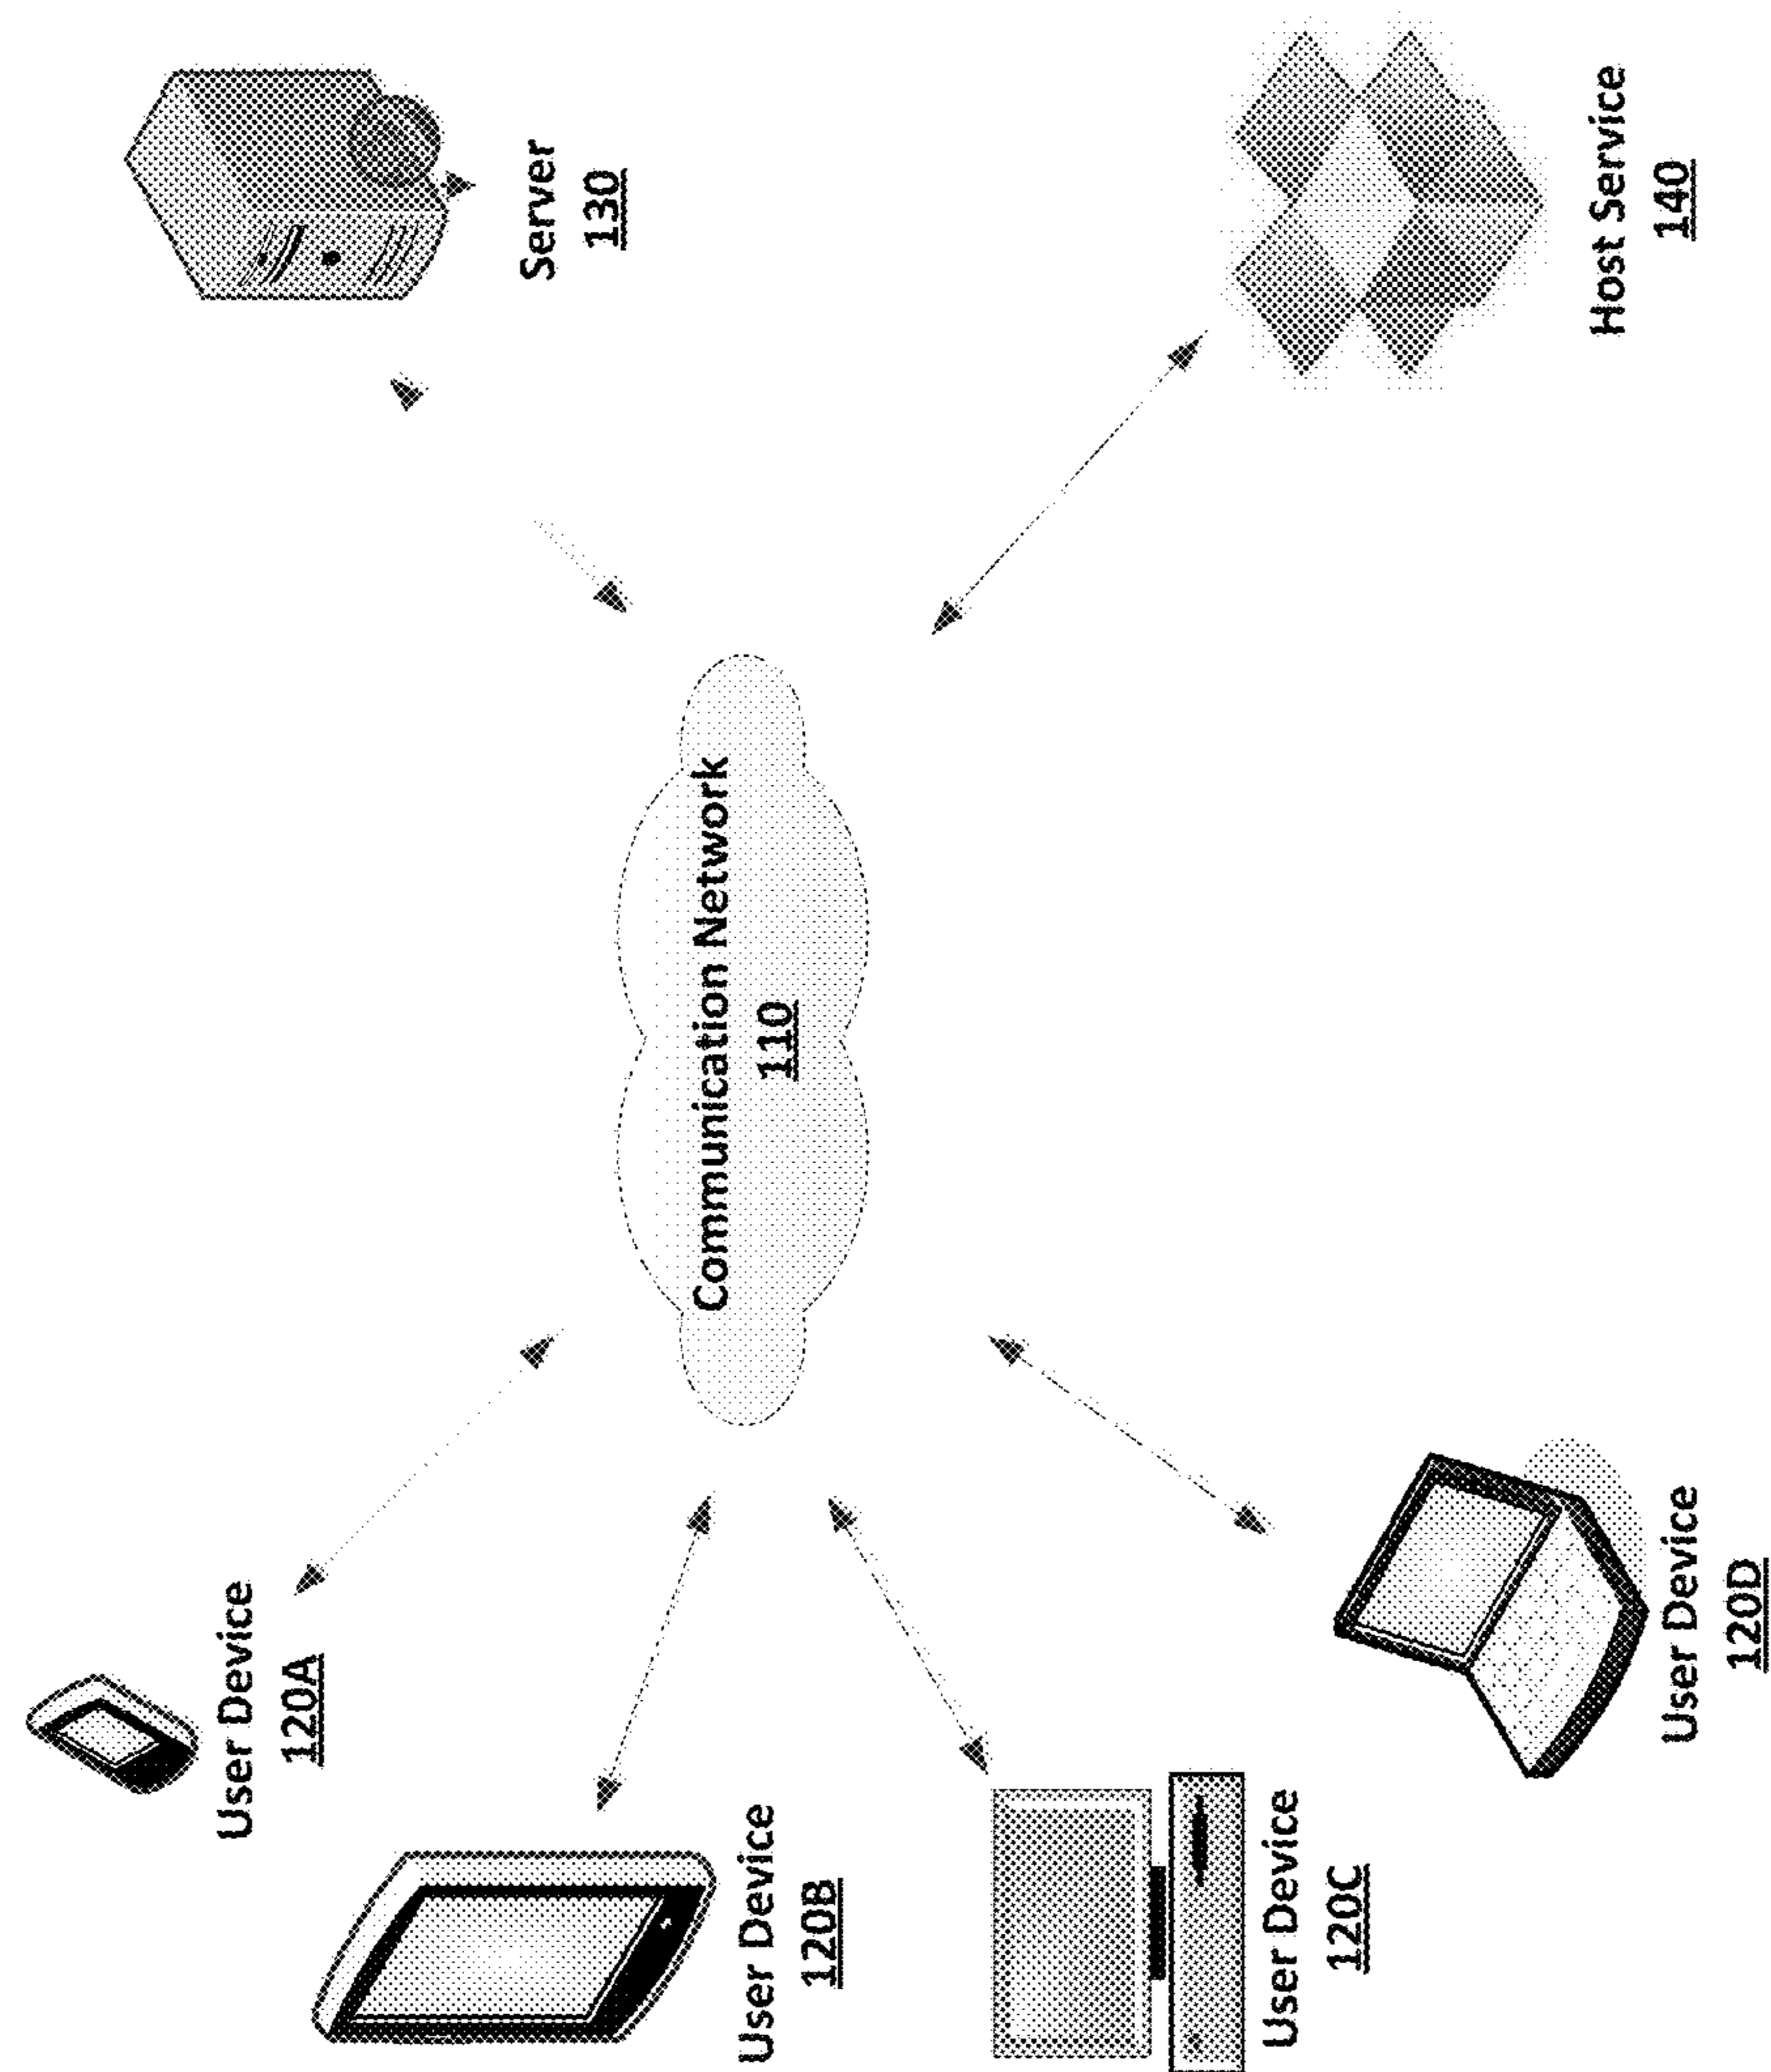 User Device
120A
User Device
120B
User Device
120C
User Device
120D
Communication Network
110
Server
130
Host Service
140